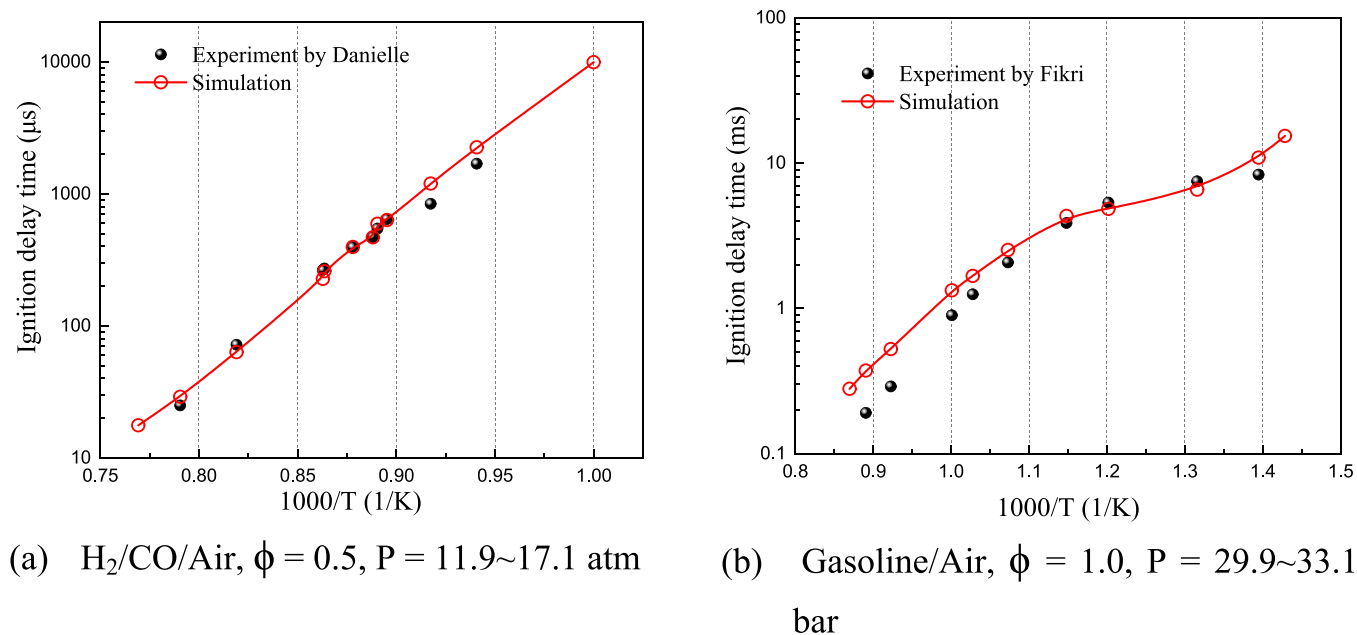 Experiment by Danielle
Simulation
Ignition delay time (μs)
10000
1000
100
10
0.75
0.80
0.85
0.90
0.95
1.00
1000/T (1/K)
(a) H₂/CO/Air, ϕ = 0.5, P = 11.9~17.1 atm
Experiment by Fikri
Simulation
Ignition delay time (ms)
100
10
1
0.1
0.8
0.9
1.0
1.1
1.2
1.3
1.4
1.5
1000/T (1/K)
(b) Gasoline/Air, ϕ = 1.0, P = 29.9~33.1
bar